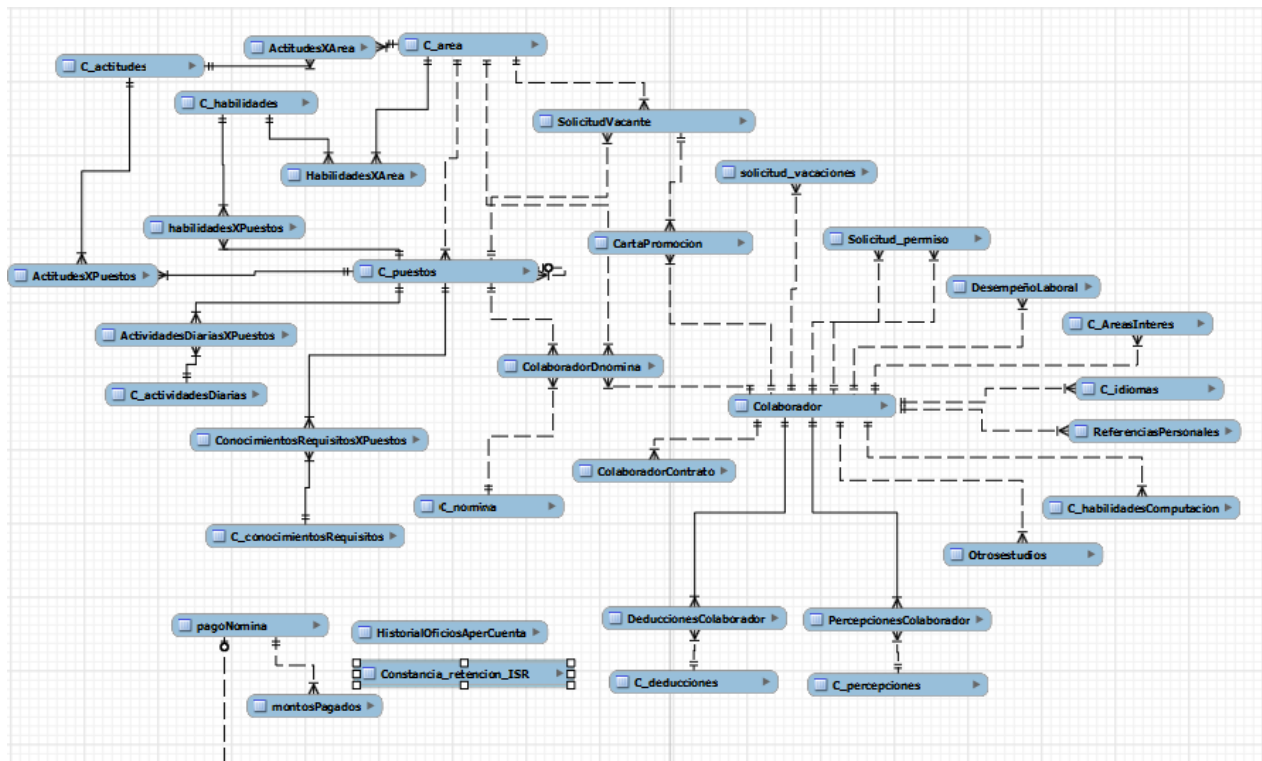 ActitudesXArea
C_area
C_actitudes
C_habilidades
SolicitudVacante
HabilidadesXArea
solicitud_vacaciones
habilidadesXPuestos
CartaPromocion
Solicitud_permiso
ActitudesXPuestos
C_puestos
DesempeñoLaboral
ActividadesDiariasXPuestos
C_AreasInteres
ColaboradorDnomina
C_actividadesDiarias
C_idiomas
Colaborador
ConocimientosRequisitosXPuestos
ReferenciasPersonales
ColaboradorContrato
C_nomina
C_habilidadesComputacion
C_conocimientosRequisitos
Otrosestudios
pagoNomina
HistorialOficiosAperCuenta
DeduccionesColaborador
PercepcionesColaborador
Constancia_retencion_ISR
C_deducciones
C_percepciones
montosPagados